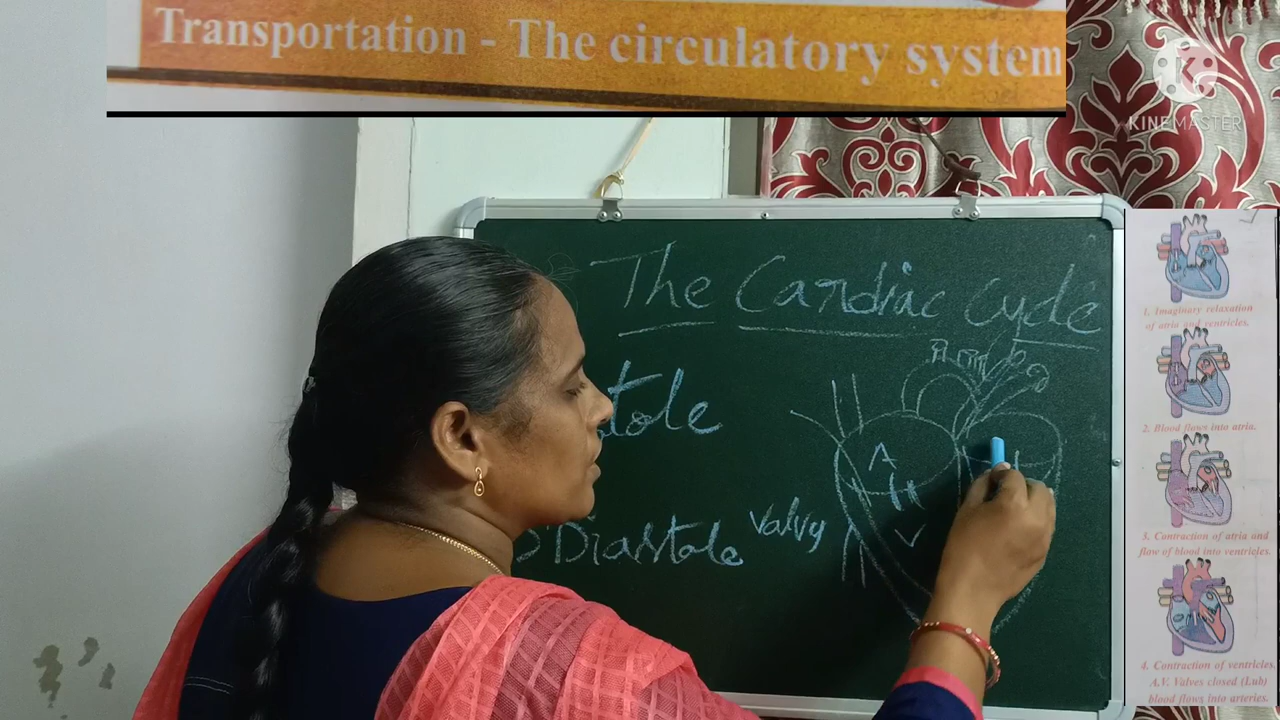 Transportation - The circulatory system
KINEMASTER
The Cardiac Cycle
tole
Diastole
Valvy
A
V
1. Imaginary relaxation
of atria and ventricles.
2. Blood flows into atria.
3. Contraction of atria and
flow of blood into ventricles.
4. Contraction of ventricles.
A.V. Valves closed (Lub)
blood flows into arteries.